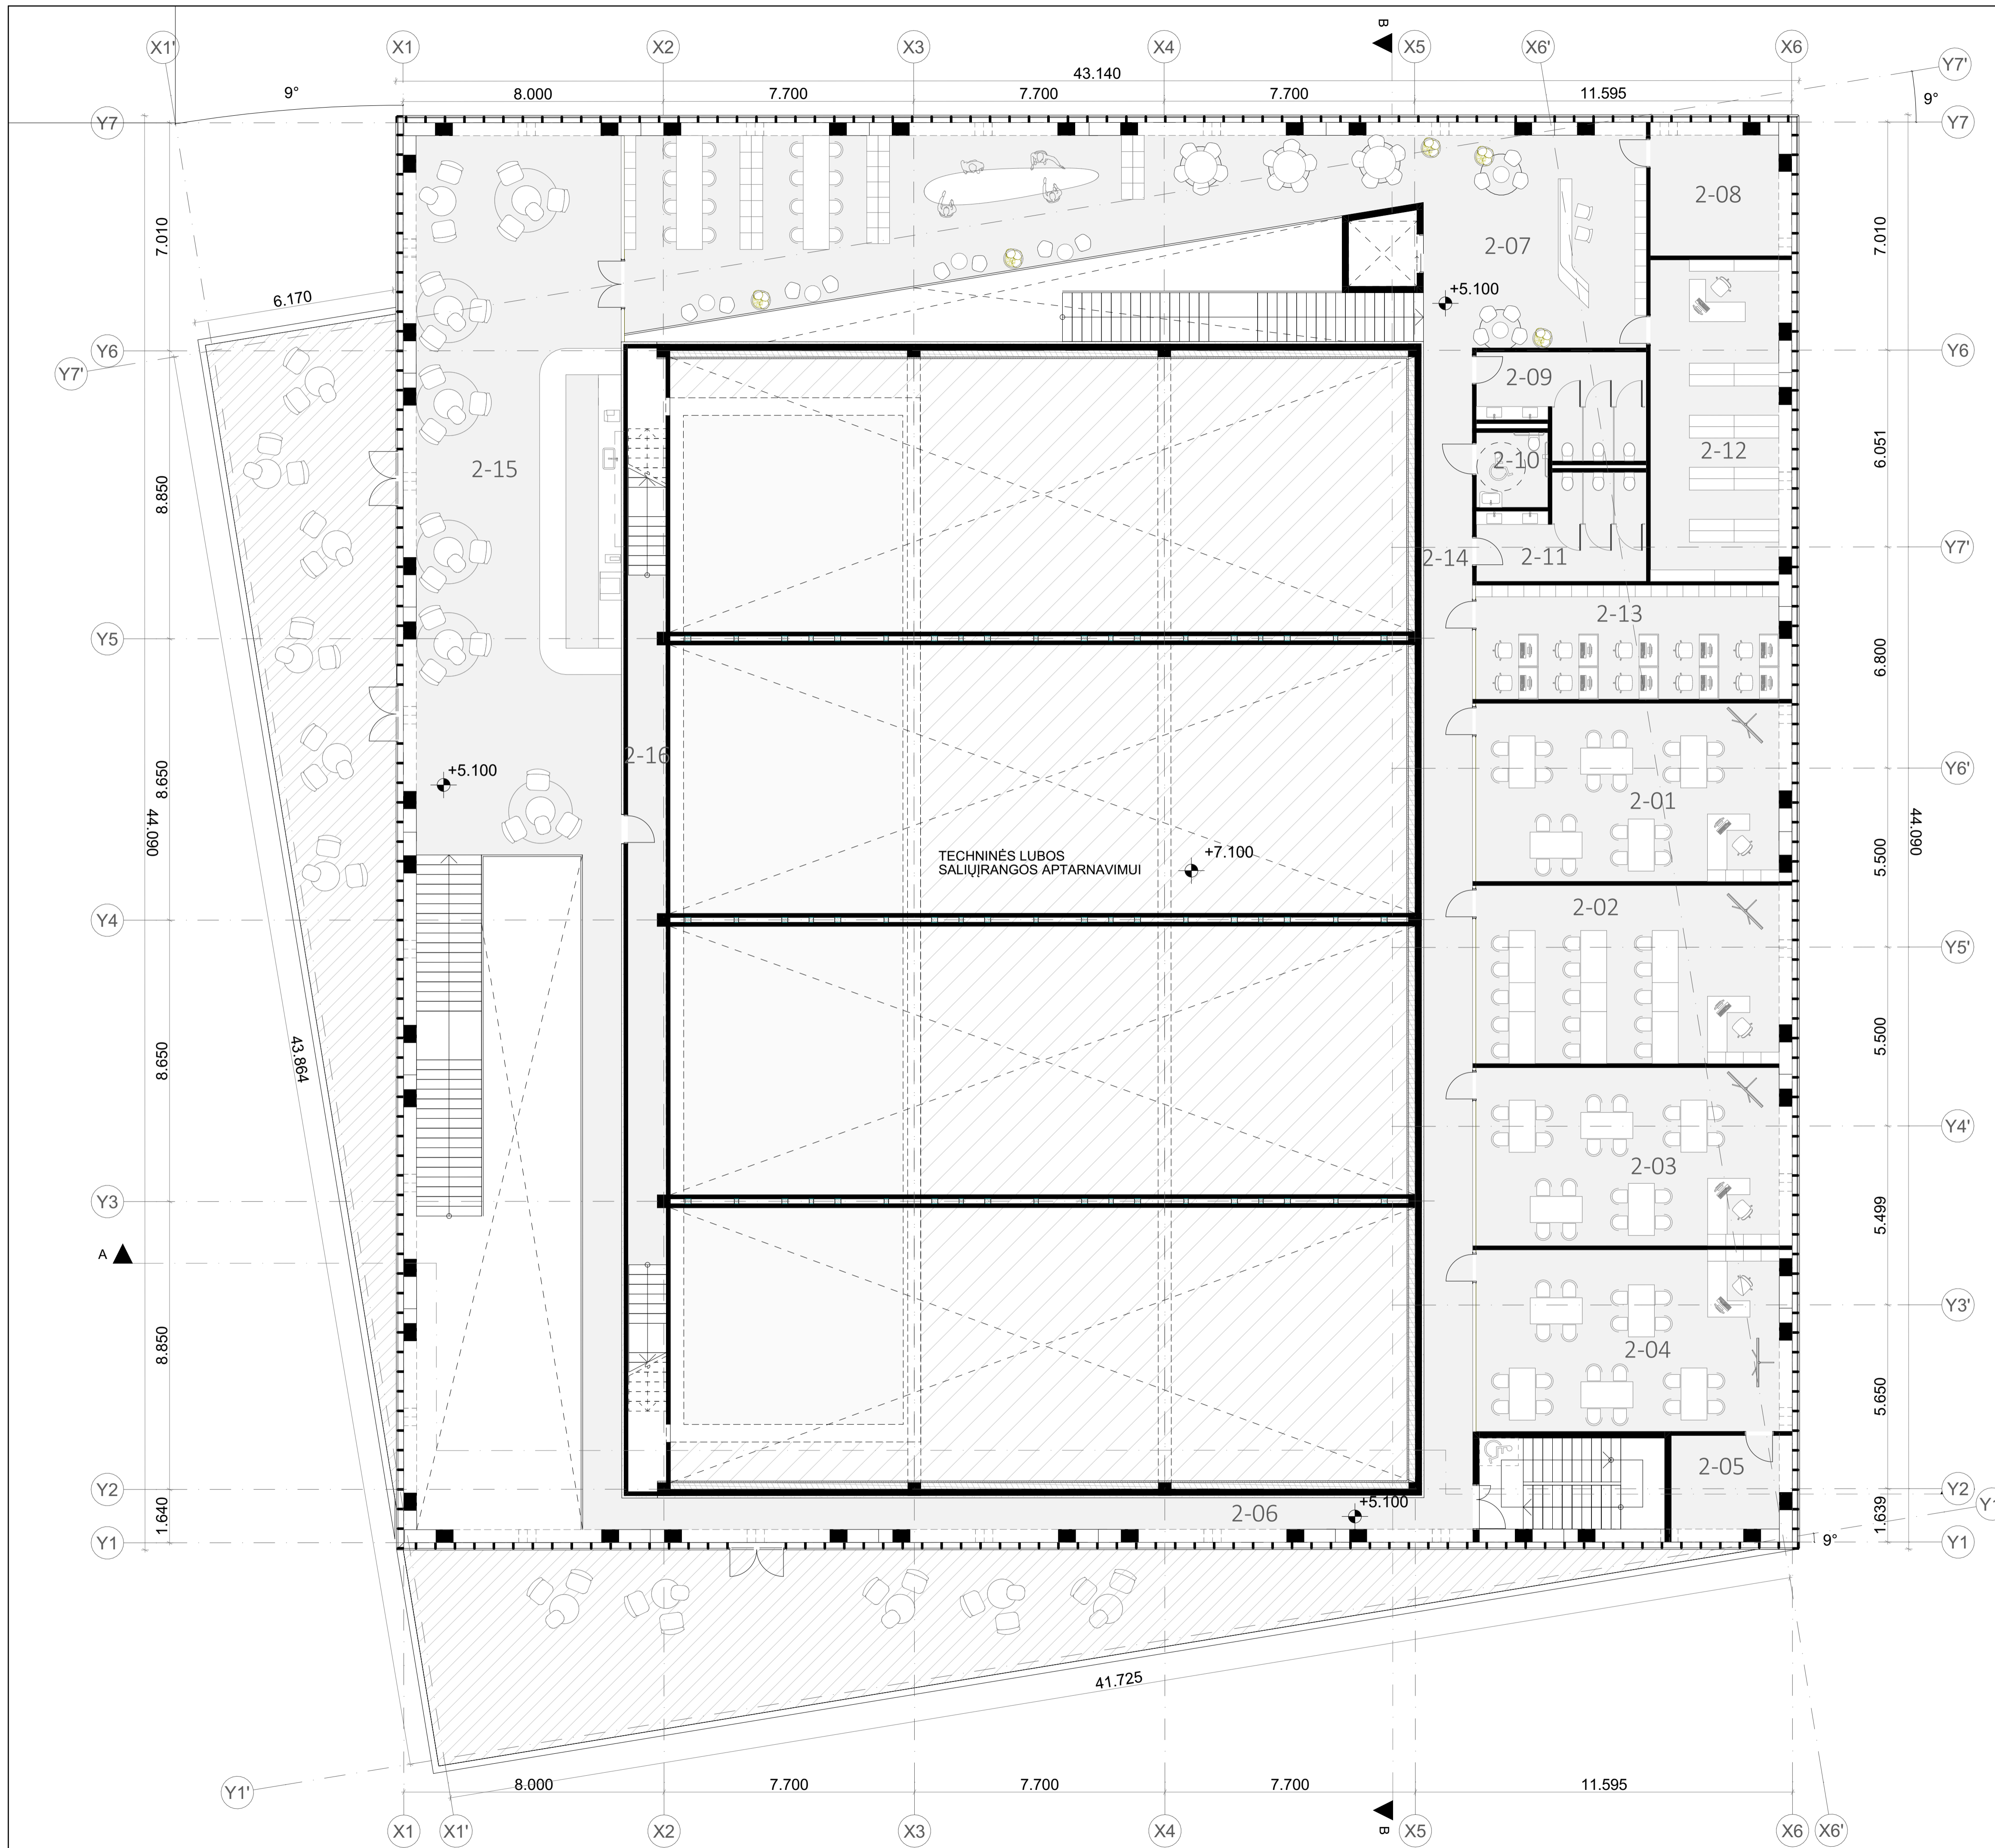 X1'
X1
X2
X3
X4
B
X5
X6'
X6
Y7'
43.140
9°
8.000
7.700
7.700
7.700
11.595
9°
Y7
Y7
2-08
7.010
7.010
2-07
6.170
+5.100
Y6
Y6
Y7'
2-09
2-15
2-10
2-12
6.051
8.850
2-14
2-11
Y7'
2-13
Y5
6.800
2-16
+5.100
Y6'
8.950
2-01
44.060
44.090
TECHNINĖS LUBOS
SALIŲĮRANGOS APTARNAVIMUI
+7.100
5.500
2-02
Y4
Y5'
43.864
8.950
5.500
Y4'
2-03
Y3
5.499
A
Y3'
8.850
2-04
5.650
2-05
Y2
Y2
1.640
2-06
+5.100
1.639
Y1
Y1
9°
Y1
41.725
8.000
7.700
7.700
7.700
11.595
Y1'
X1
X1'
X2
X3
X4
B
X5
X6
X6'